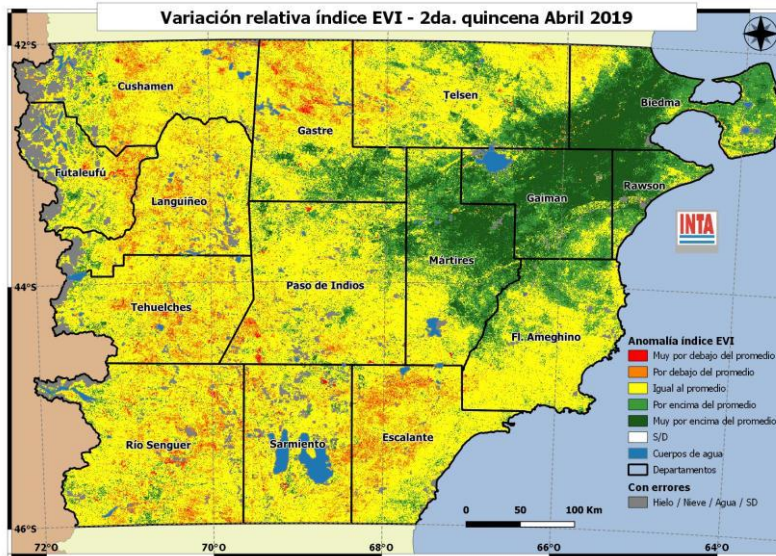 Variación relativa índice EVI - 2da. quincena Abril 2019
42°S
Cushamen
Telsen
Biedma
Gastre
Futaleufú
Languiñeo
Gaiman
Rawson
INTA
Mártires
Paso de Indios
44°S
Tehuelches
Fl. Ameghino
Anomalía índice EVI
Muy por debajo del promedio
Por debajo del promedio
Igual al promedio
Por encima del promedio
Muy por encima del promedio
S/D
Cuerpos de agua
Departamentos
Con errores
Hielo / Nieve / Agua / SD
Río Senguer
Sarmiento
Escalante
0 50 100 Km
46°S
72°O
70°O
68°O
66°O
64°O